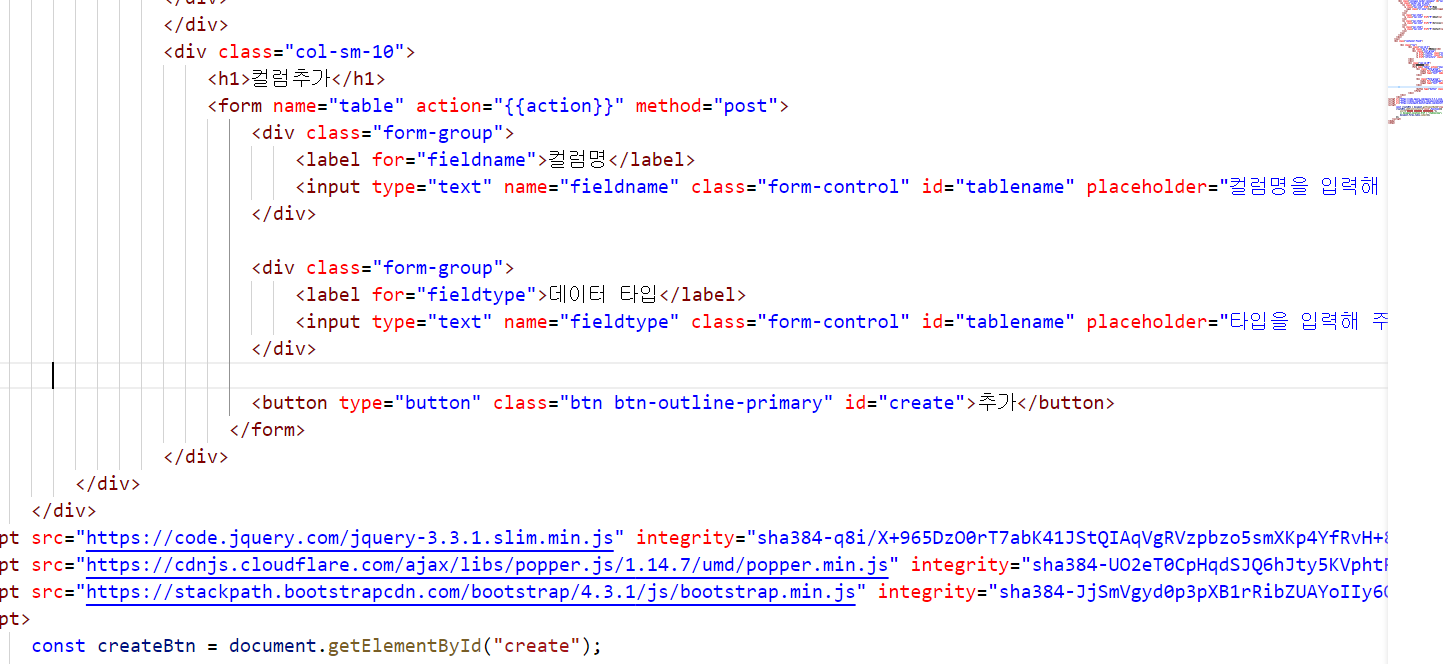 </div>
</div>
<div class="col-sm-10">
<h1>컬럼추가</h1>
<form name="table" action="{{action}}" method="post">
<div class="form-group">
<label for="fieldname">컬럼명</label>
<input type="text" name="fieldname" class="form-control" id="tablename" placeholder="컬럼명을 입력해
</div>
<div class="form-group">
<label for="fieldtype">데이터 타입</label>
<input type="text" name="fieldtype" class="form-control" id="tablename" placeholder="타입을 입력해 주
</div>
<button type="button" class="btn btn-outline-primary" id="create">추가</button>
</form>
</div>
</div>
</div>
pt src="https://code.jquery.com/jquery-3.3.1.slim.min.js" integrity="sha384-q8i/X+965DzO0rT7abK41JStQIAqVgRVzpbzo5smXKp4YfRvH+8
pt src="https://cdnjs.cloudflare.com/ajax/libs/popper.js/1.14.7/umd/popper.min.js" integrity="sha384-UO2eT0CpHqdSJQ6hJty5KVpht
pt src="https://stackpath.bootstrapcdn.com/bootstrap/4.3.1/js/bootstrap.min.js" integrity="sha384-JjSmVgyd0p3pXB1rRibZUAYoIIy6
pt>
const createBtn = document.getElementById("create");